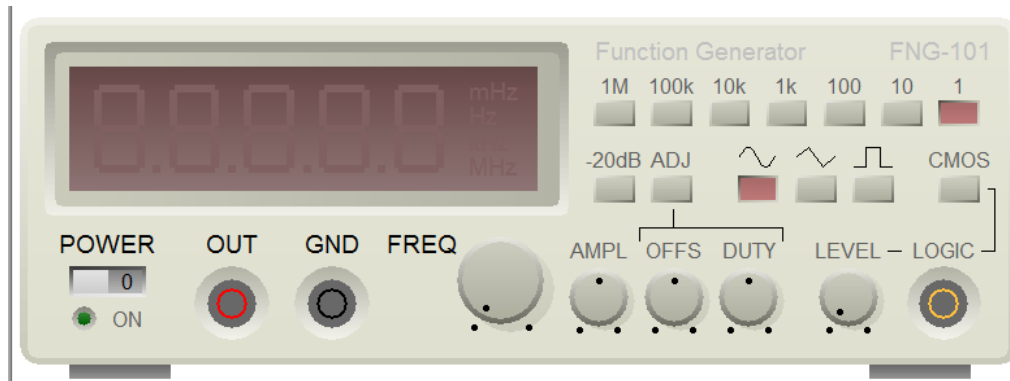 Function Generator FNG-101
1M 100k 10k 1k 100 10 1
mHz
Hz
MHz
-20dB ADJ CMOS
POWER OUT GND FREQ
AMPL OFFS DUTY LEVEL LOGIC
0
ON